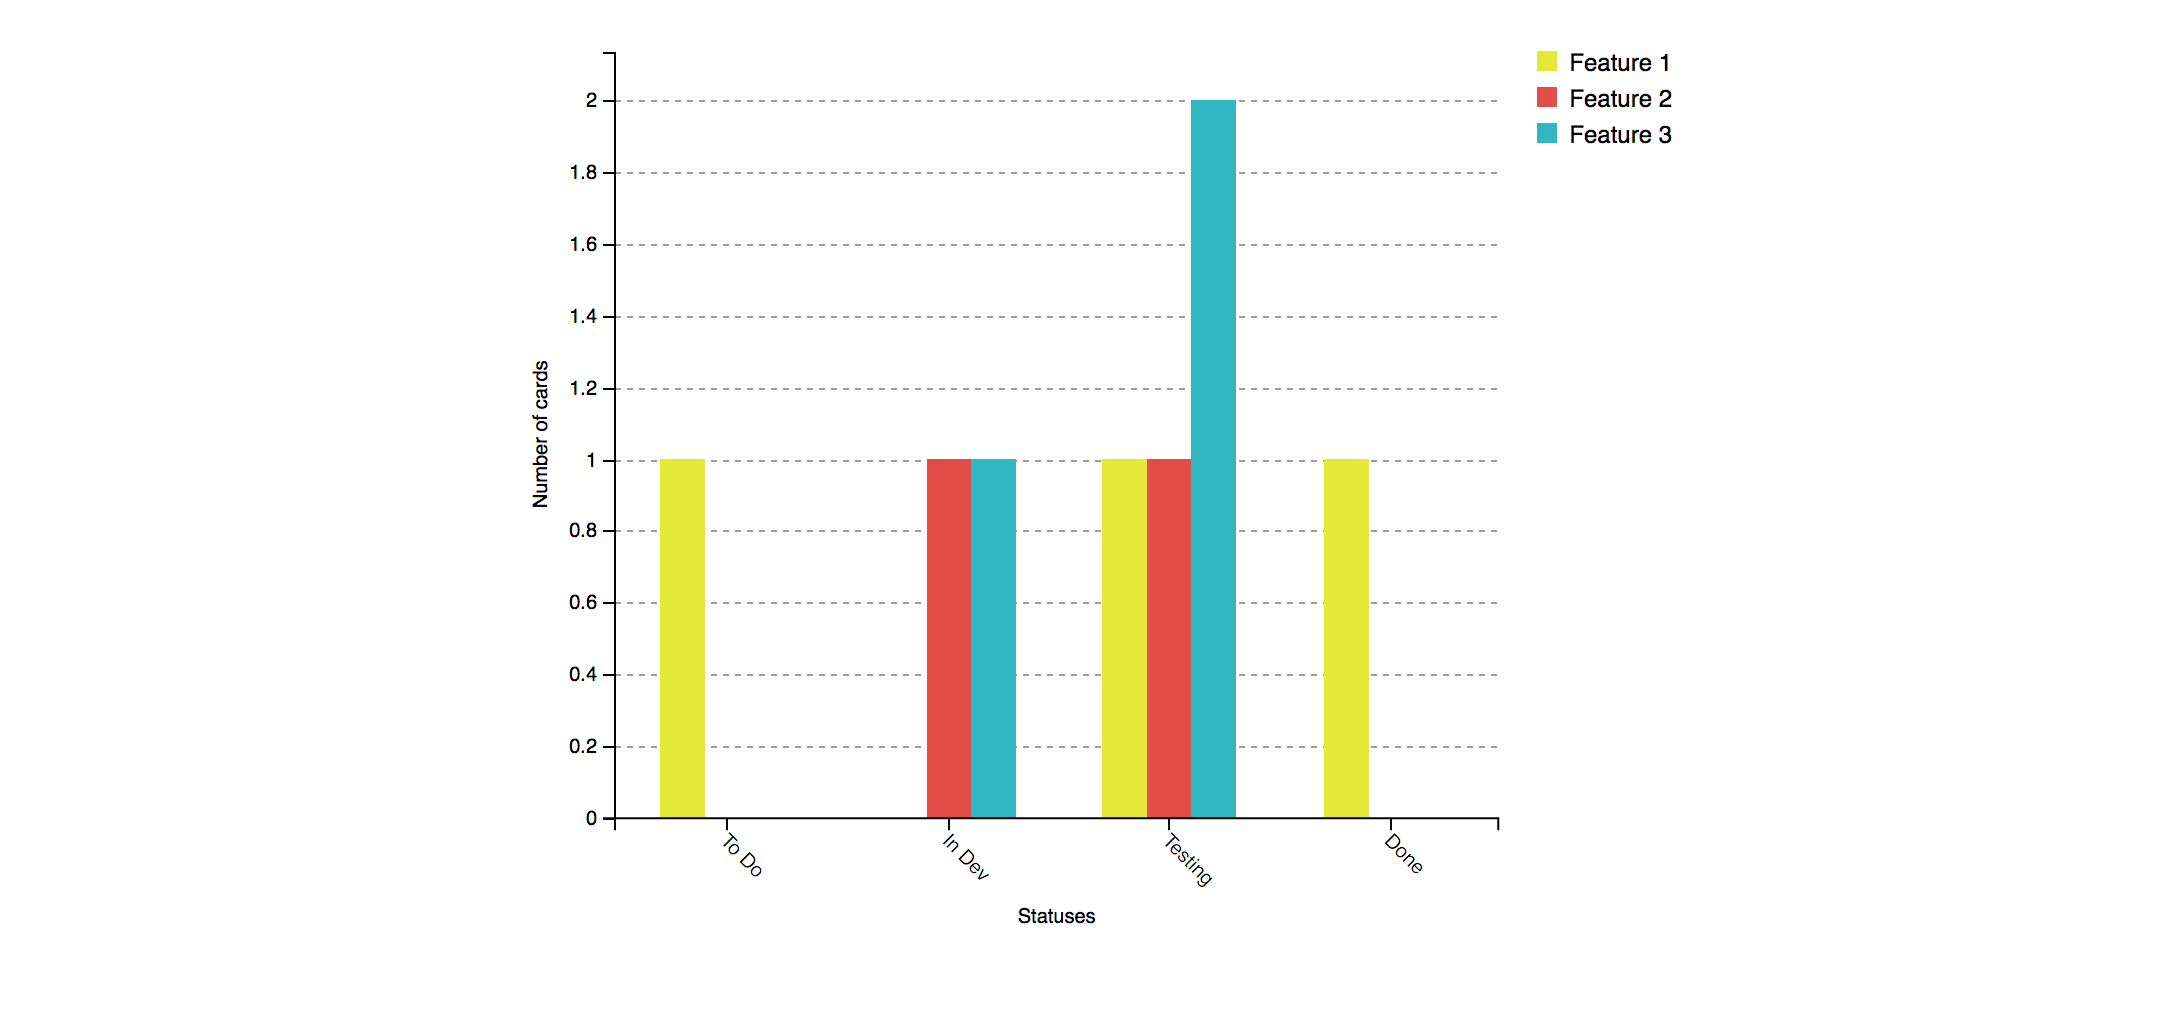 Feature 1
Feature 2
Feature 3
2
1.8
1.6
1.4
1.2
1
0.8
0.6
0.4
0.2
0
Number of cards
To Do
In Dev
Testing
Done
Statuses